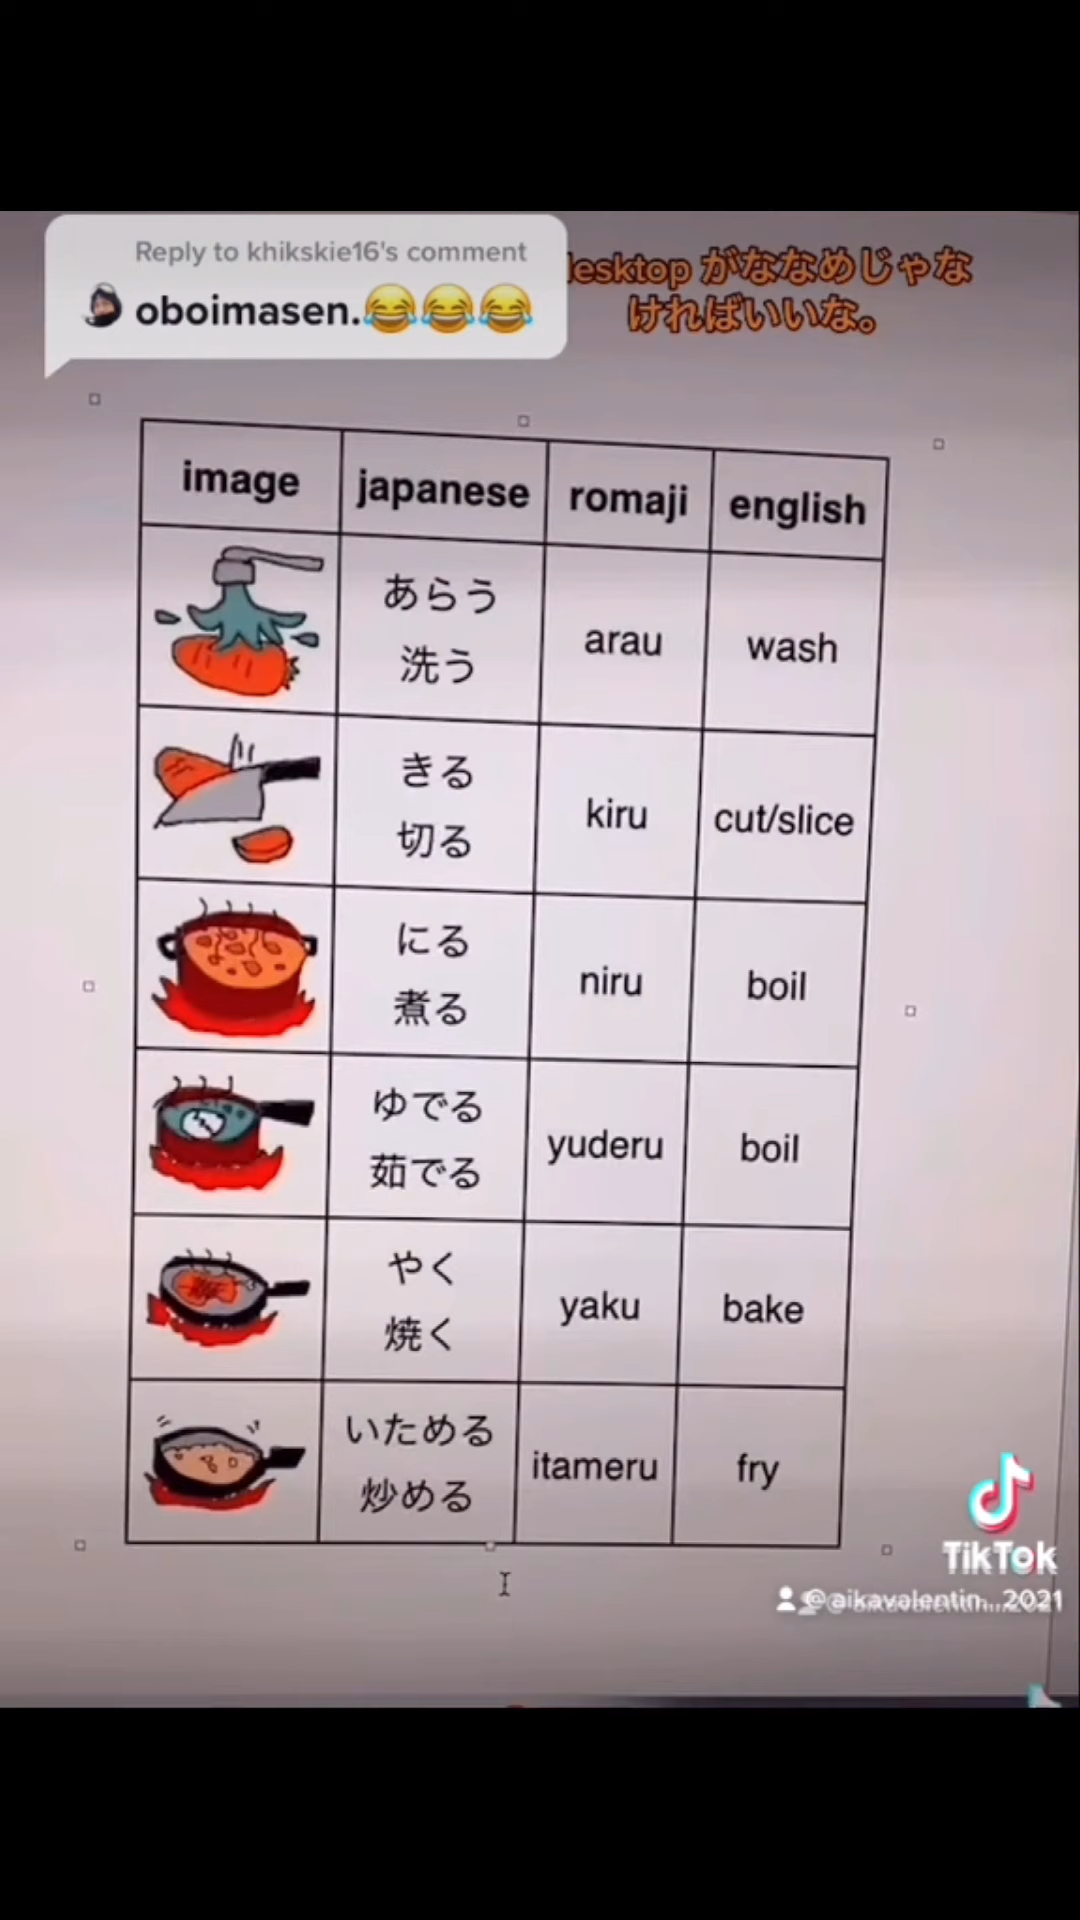 Reply to khikskie16's comment
oboimasen.😂😂😂
desktop がななめじゃな
ければいいな。
image japanese romaji english
あらう
洗う
arau
wash
きる
切る
kiru
cut/slice
にる
煮る
niru
boil
ゆでる
茹でる
yuderu
boil
やく
焼く
yaku
bake
いためる
炒める
itameru
fry
TikTok
@aikavalentin...2021